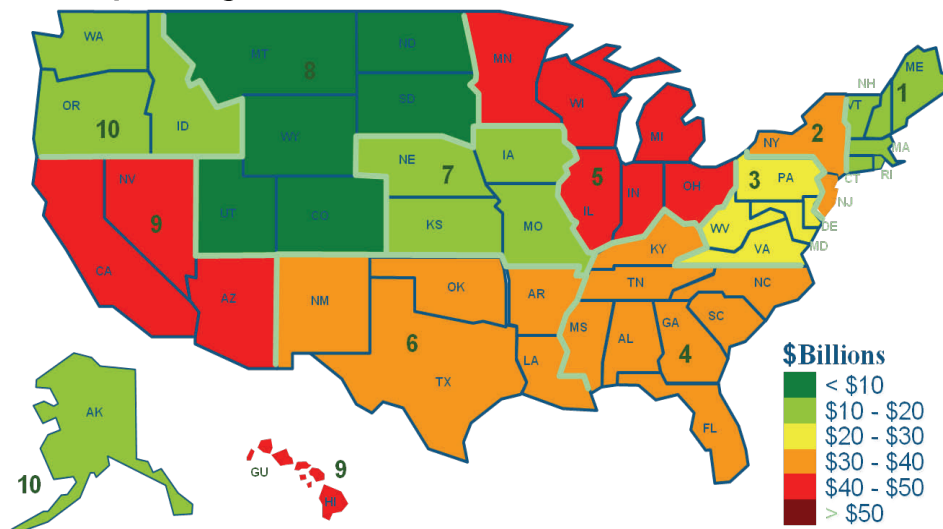 WA
MT
ND
MN
ME
NH
VT
1
8
OR
10
ID
SD
WI
MI
NY
2
MA
WY
CT
RI
NE
7
IA
3
PA
NJ
NV
9
UT
CO
5
IL
IN
OH
KS
MO
WV
DE
VA
MD
KY
CA
AZ
NM
OK
AR
TN
NC
6
MS
AL
GA
SC
4
LA
TX
FL
$Billions
< $10
$10 - $20
$20 - $30
$30 - $40
$40 - $50
> $50
AK
10
GU
9
HI